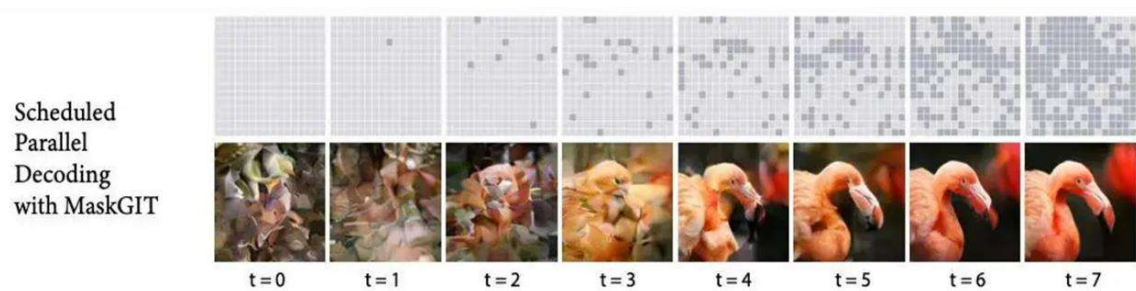 Scheduled
Parallel
Decoding
with MaskGIT
t=0 t=1 t=2 t=3 t=4 t=5 t=6 t=7